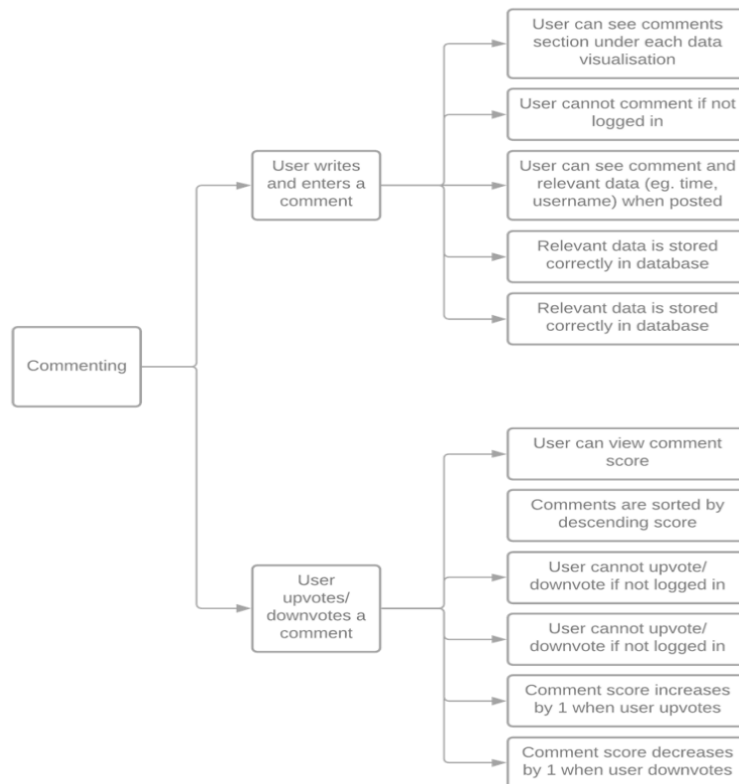 User can see comments
section under each data
visualisation
User cannot comment if not
logged in
User writes
and enters a
comment
User can see comment and
relevant data (eg. time,
username) when posted
Relevant data is stored
correctly in database
Relevant data is stored
correctly in database
Commenting
User can view comment
score
Comments are sorted by
descending score
User
upvotes/
downvotes a
comment
User cannot upvote/
downvote if not logged in
User cannot upvote/
downvote if not logged in
Comment score increases
by 1 when user upvotes
Comment score decreases
by 1 when user downvotes